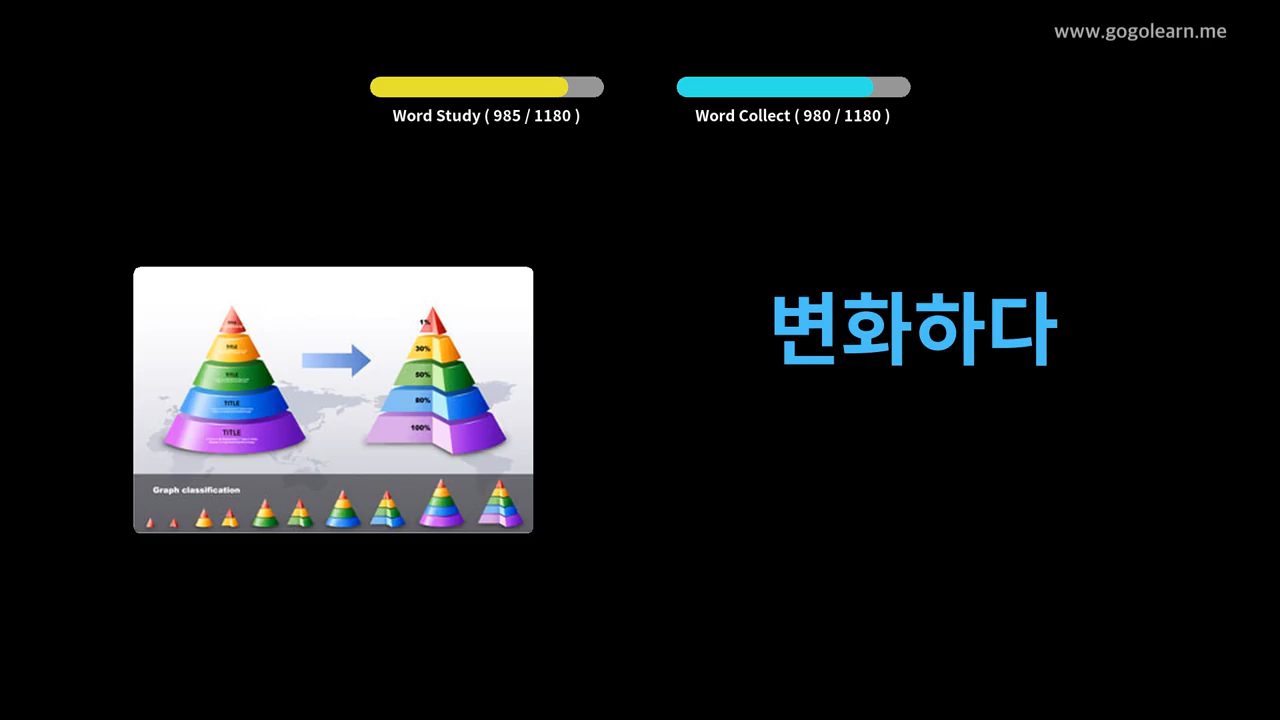 www.gogolearn.me
Word Study ( 985 / 1180 )
Word Collect ( 980 / 1180 )
변화하다
TITLE
TITLE
TITLE
TITLE
1%
30%
50%
80%
100%
Graph classification